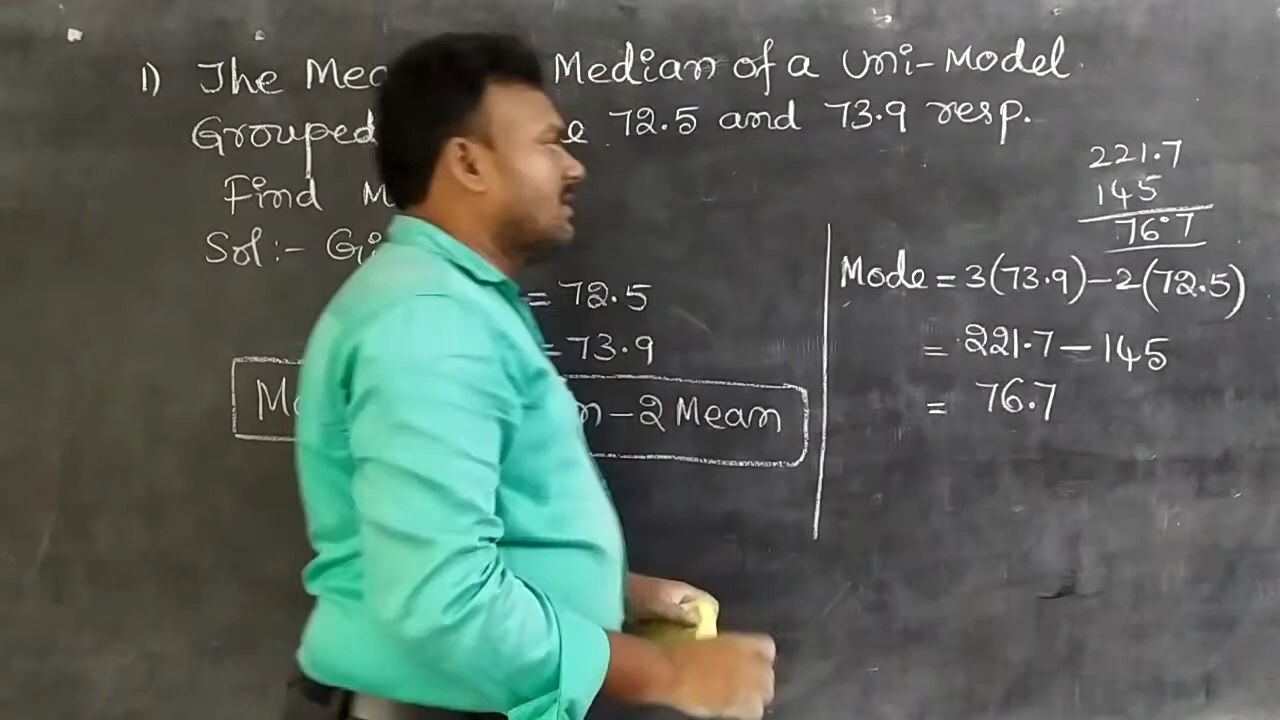 1) The Mea Median of a Uni-Model
Grouped e 72.5 and 73.9 resp.
Find M
Sol:- Gi
= 72.5
= 73.9
Mo n-2Mean
221.7
145
76.7
Mode = 3(73.9)-2(72.5)
= 221.7-145
= 76.7